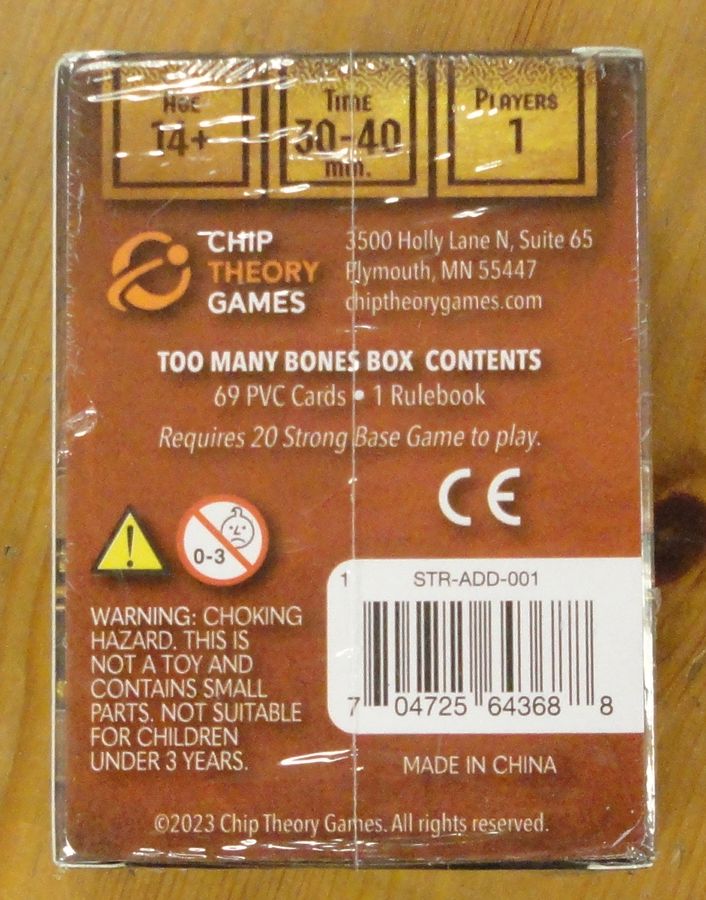 Age
14+
Time
30-40
min.
Players
1
CHIP
THEORY
GAMES
3500 Holly Lane N, Suite 65
Plymouth, MN 55447
chiptheorygames.com
TOO MANY BONES BOX CONTENTS
69 PVC Cards • 1 Rulebook
Requires 20 Strong Base Game to play.
CE
0-3
WARNING: CHOKING
HAZARD. THIS IS
NOT A TOY AND
CONTAINS SMALL
PARTS. NOT SUITABLE
FOR CHILDREN
UNDER 3 YEARS.
1 STR-ADD-001
7 04725 64368 8
MADE IN CHINA
©2023 Chip Theory Games. All rights reserved.